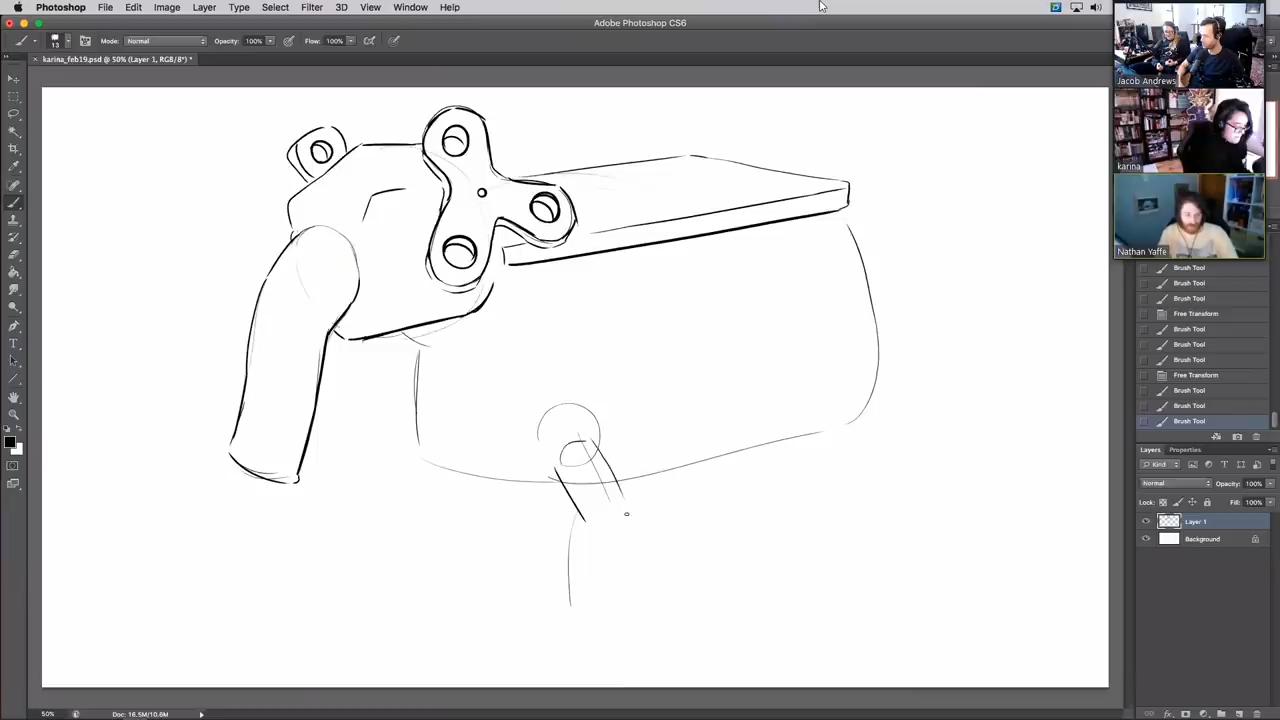 Photoshop File Edit Image Layer Type Select Filter 3D View Window Help
Adobe Photoshop CS6
13 Mode: Normal Opacity: 100% Flow: 100%
karina_feb19.psd @ 50% (Layer 1, RGB/8*) *
Jacob Andrews
karina
Nathan Yaffe
Brush Tool
Brush Tool
Brush Tool
Free Transform
Brush Tool
Brush Tool
Brush Tool
Free Transform
Brush Tool
Brush Tool
Brush Tool
Layers Properties
Kind
Normal Opacity: 100%
Lock: Fill: 100%
Layer 1
Background
50% Doc: 16.5M/10.6M